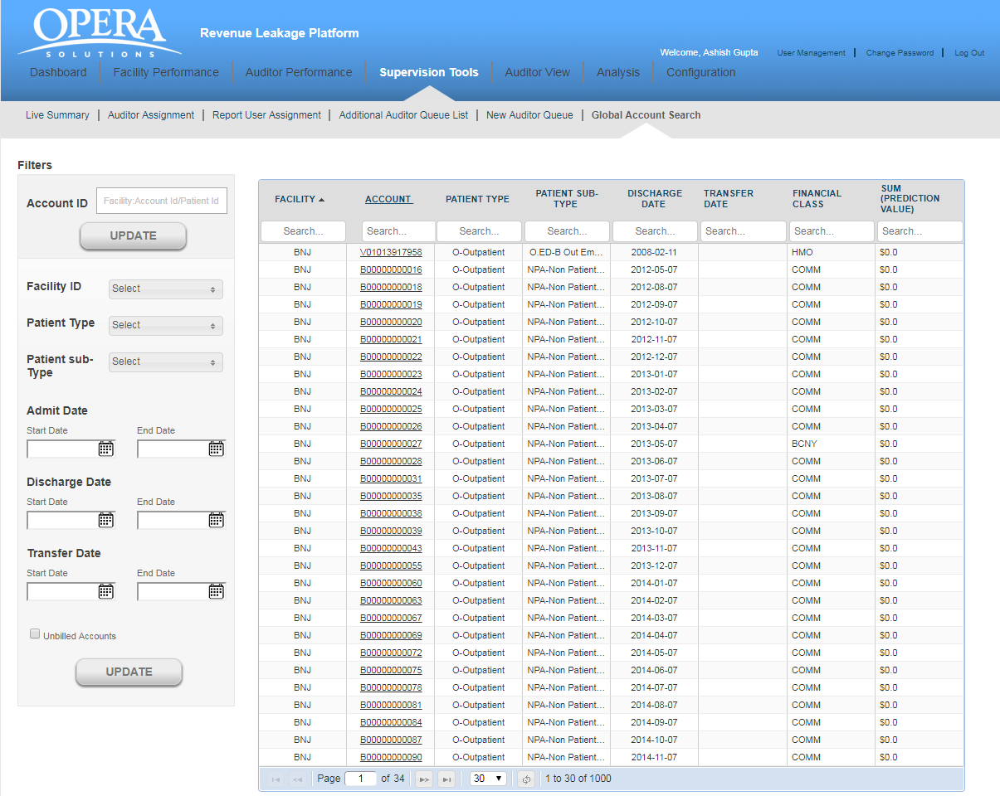 OPERA
SOLUTIONS
Revenue Leakage Platform
Welcome, Ashish Gupta User Management | Change Password | Log Out
Dashboard Facility Performance Auditor Performance Supervision Tools Auditor View Analysis Configuration
Live Summary | Auditor Assignment | Report User Assignment | Additional Auditor Queue List | New Auditor Queue | Global Account Search
Filters
Account ID Facility:Account Id/Patient Id
UPDATE
Facility ID Select
Patient Type Select
Patient sub-
Type Select
Admit Date
Start Date End Date
Discharge Date
Start Date End Date
Transfer Date
Start Date End Date
Unbilled Accounts
UPDATE
FACILITY ACCOUNT PATIENT TYPE PATIENT SUB-TYPE DISCHARGE DATE TRANSFER DATE FINANCIAL CLASS SUM (PREDICTION VALUE)
Search... Search... Search... Search... Search... Search... Search... Search...
BNJ V01013917958 O-Outpatient O.ED-B Out Em... 2008-02-11 HMO $0.0
BNJ B00000000016 O-Outpatient NPA-Non Patient... 2012-05-07 COMM $0.0
BNJ B00000000018 O-Outpatient NPA-Non Patient... 2012-08-07 COMM $0.0
BNJ B00000000019 O-Outpatient NPA-Non Patient... 2012-09-07 COMM $0.0
BNJ B00000000020 O-Outpatient NPA-Non Patient... 2012-10-07 COMM $0.0
BNJ B00000000021 O-Outpatient NPA-Non Patient... 2012-11-07 COMM $0.0
BNJ B00000000022 O-Outpatient NPA-Non Patient... 2012-12-07 COMM $0.0
BNJ B00000000023 O-Outpatient NPA-Non Patient... 2013-01-07 COMM $0.0
BNJ B00000000024 O-Outpatient NPA-Non Patient... 2013-02-07 COMM $0.0
BNJ B00000000025 O-Outpatient NPA-Non Patient... 2013-03-07 COMM $0.0
BNJ B00000000026 O-Outpatient NPA-Non Patient... 2013-04-07 COMM $0.0
BNJ B00000000027 O-Outpatient NPA-Non Patient... 2013-05-07 BCNY $0.0
BNJ B00000000028 O-Outpatient NPA-Non Patient... 2013-06-07 COMM $0.0
BNJ B00000000031 O-Outpatient NPA-Non Patient... 2013-07-07 COMM $0.0
BNJ B00000000035 O-Outpatient NPA-Non Patient... 2013-08-07 COMM $0.0
BNJ B00000000038 O-Outpatient NPA-Non Patient... 2013-09-07 COMM $0.0
BNJ B00000000039 O-Outpatient NPA-Non Patient... 2013-10-07 COMM $0.0
BNJ B00000000043 O-Outpatient NPA-Non Patient... 2013-11-07 COMM $0.0
BNJ B00000000055 O-Outpatient NPA-Non Patient... 2013-12-07 COMM $0.0
BNJ B00000000060 O-Outpatient NPA-Non Patient... 2014-01-07 COMM $0.0
BNJ B00000000063 O-Outpatient NPA-Non Patient... 2014-02-07 COMM $0.0
BNJ B00000000067 O-Outpatient NPA-Non Patient... 2014-03-07 COMM $0.0
BNJ B00000000069 O-Outpatient NPA-Non Patient... 2014-04-07 COMM $0.0
BNJ B00000000072 O-Outpatient NPA-Non Patient... 2014-05-07 COMM $0.0
BNJ B00000000075 O-Outpatient NPA-Non Patient... 2014-06-07 COMM $0.0
BNJ B00000000078 O-Outpatient NPA-Non Patient... 2014-07-07 COMM $0.0
BNJ B00000000081 O-Outpatient NPA-Non Patient... 2014-08-07 COMM $0.0
BNJ B00000000084 O-Outpatient NPA-Non Patient... 2014-09-07 COMM $0.0
BNJ B00000000087 O-Outpatient NPA-Non Patient... 2014-10-07 COMM $0.0
BNJ B00000000090 O-Outpatient NPA-Non Patient... 2014-11-07 COMM $0.0
Page 1 of 34 30 1 to 30 of 1000